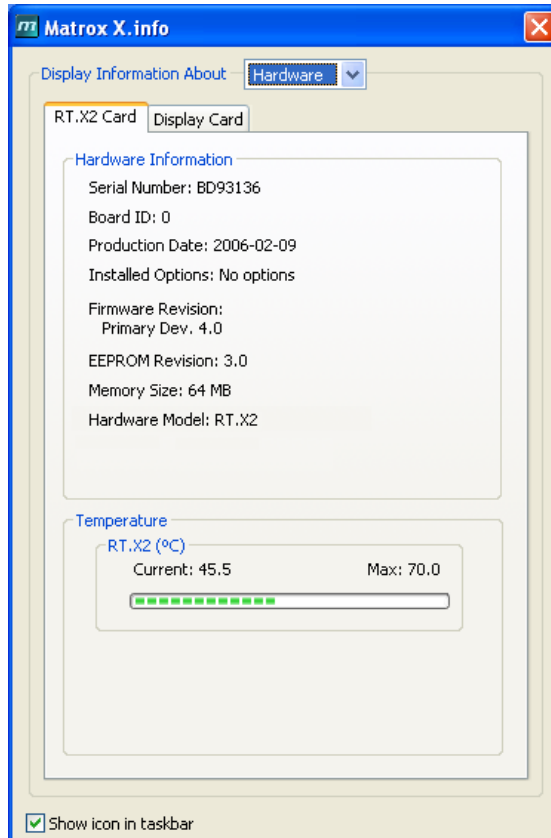 m Matrox X.info
Display Information About Hardware
RT.X2 Card Display Card
Hardware Information
Serial Number: BD93136
Board ID: 0
Production Date: 2006-02-09
Installed Options: No options
Firmware Revision:
Primary Dev. 4.0
EEPROM Revision: 3.0
Memory Size: 64 MB
Hardware Model: RT.X2
Temperature
RT.X2 (ºC)
Current: 45.5 Max: 70.0
Show icon in taskbar